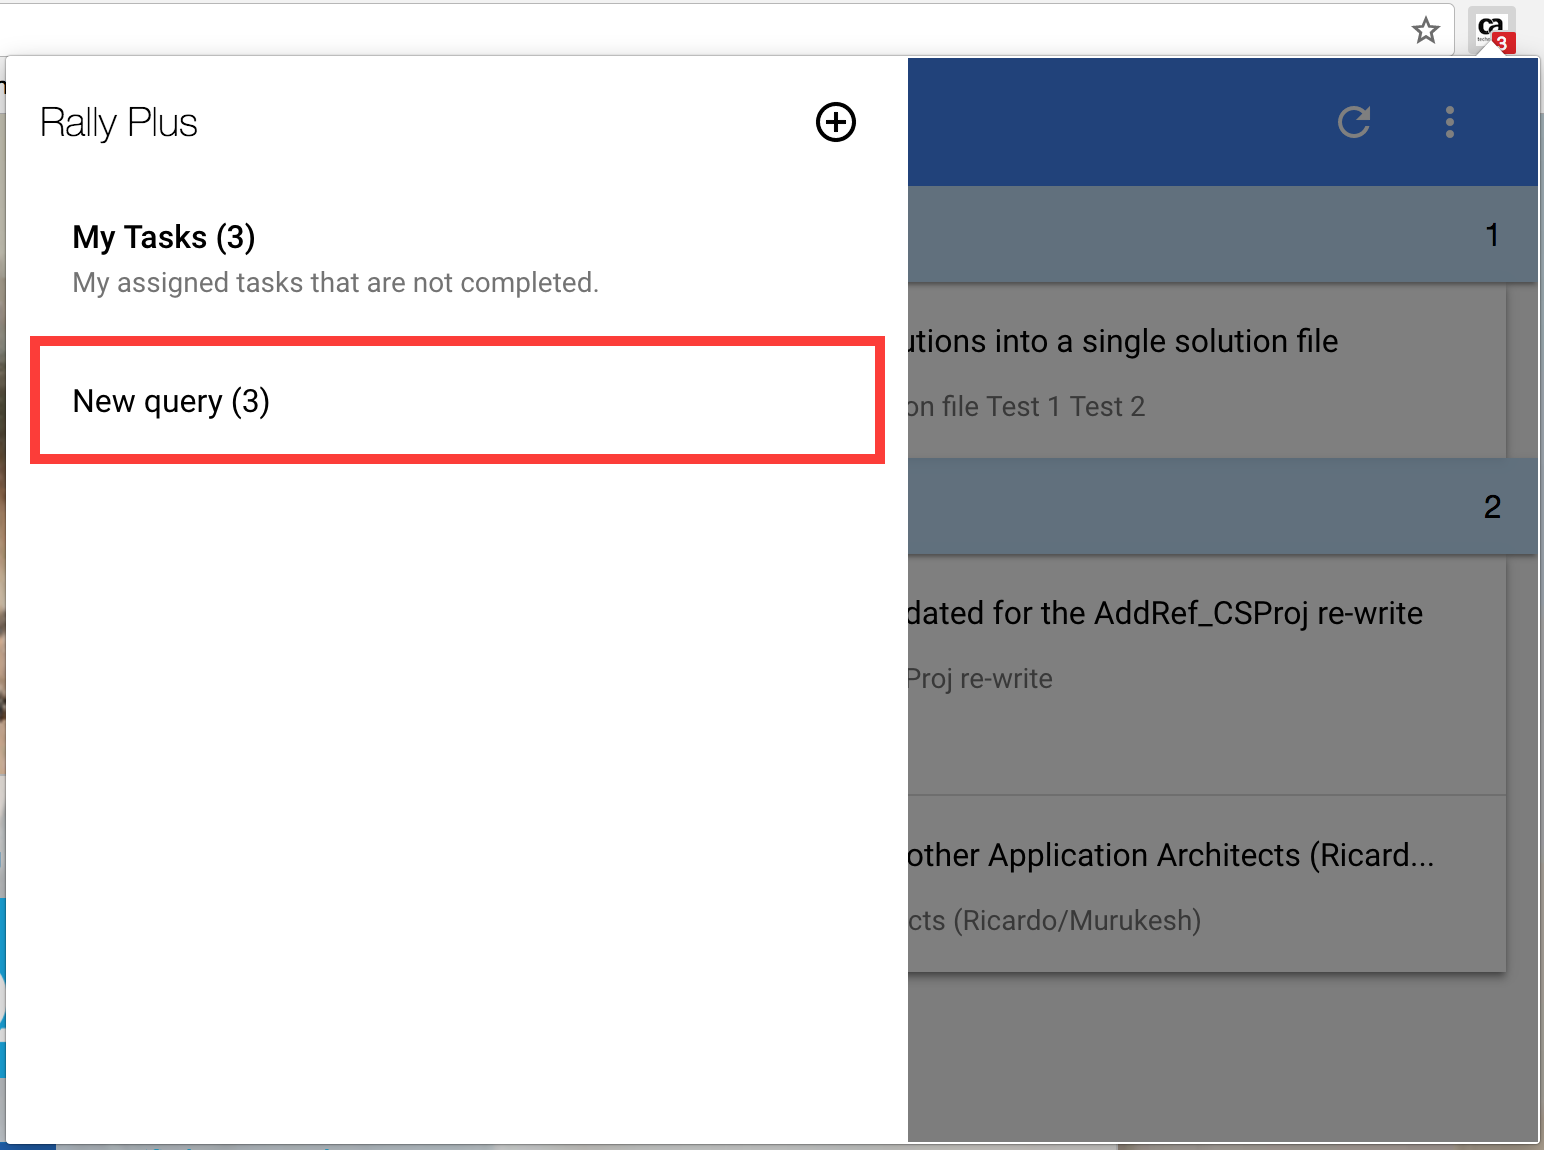 ca
3
Rally Plus
My Tasks (3)
My assigned tasks that are not completed.
New query (3)
1
utions into a single solution file
on file Test 1 Test 2
2
dated for the AddRef_CSProj re-write
Proj re-write
other Application Architects (Ricard...
cts (Ricardo/Murukesh)